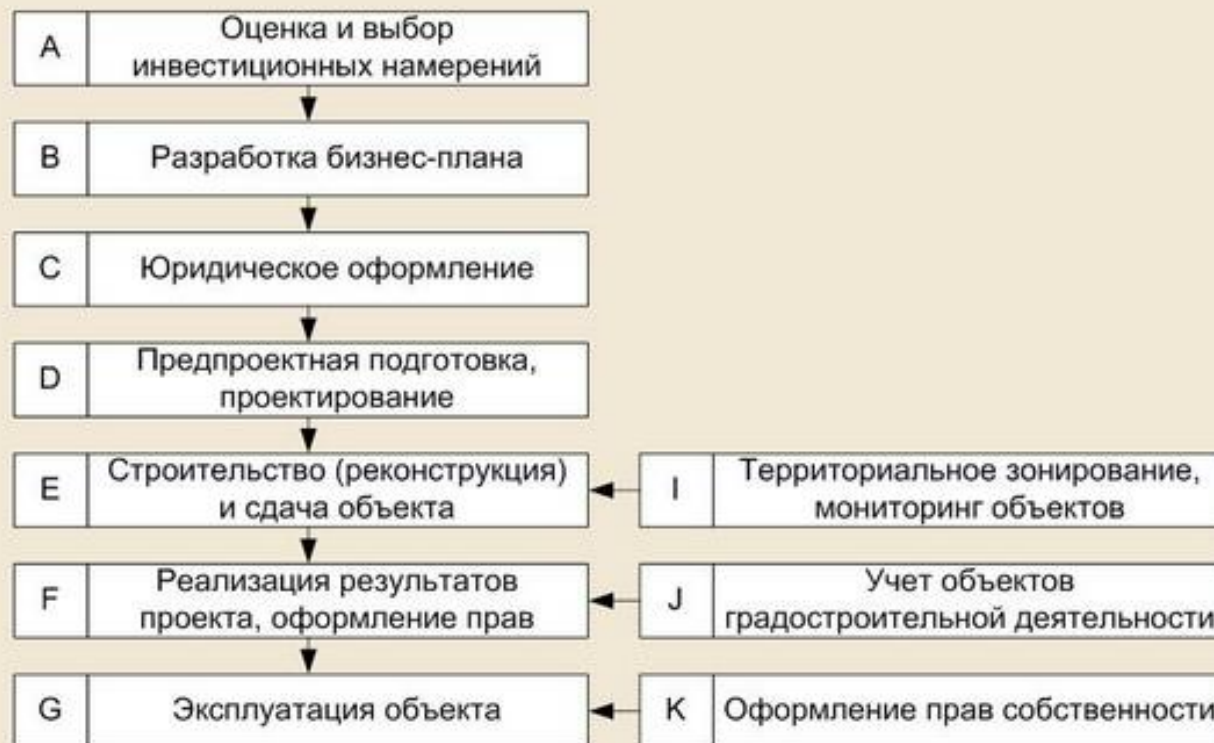 A
Оценка и выбор
инвестиционных намерений
B
Разработка бизнес-плана
C
Юридическое оформление
D
Предпроектная подготовка,
проектирование
E
Строительство (реконструкция)
и сдача объекта
I
Территориальное зонирование,
мониторинг объектов
F
Реализация результатов
проекта, оформление прав
J
Учет объектов
градостроительной деятельности
G
Эксплуатация объекта
K
Оформление прав собственности